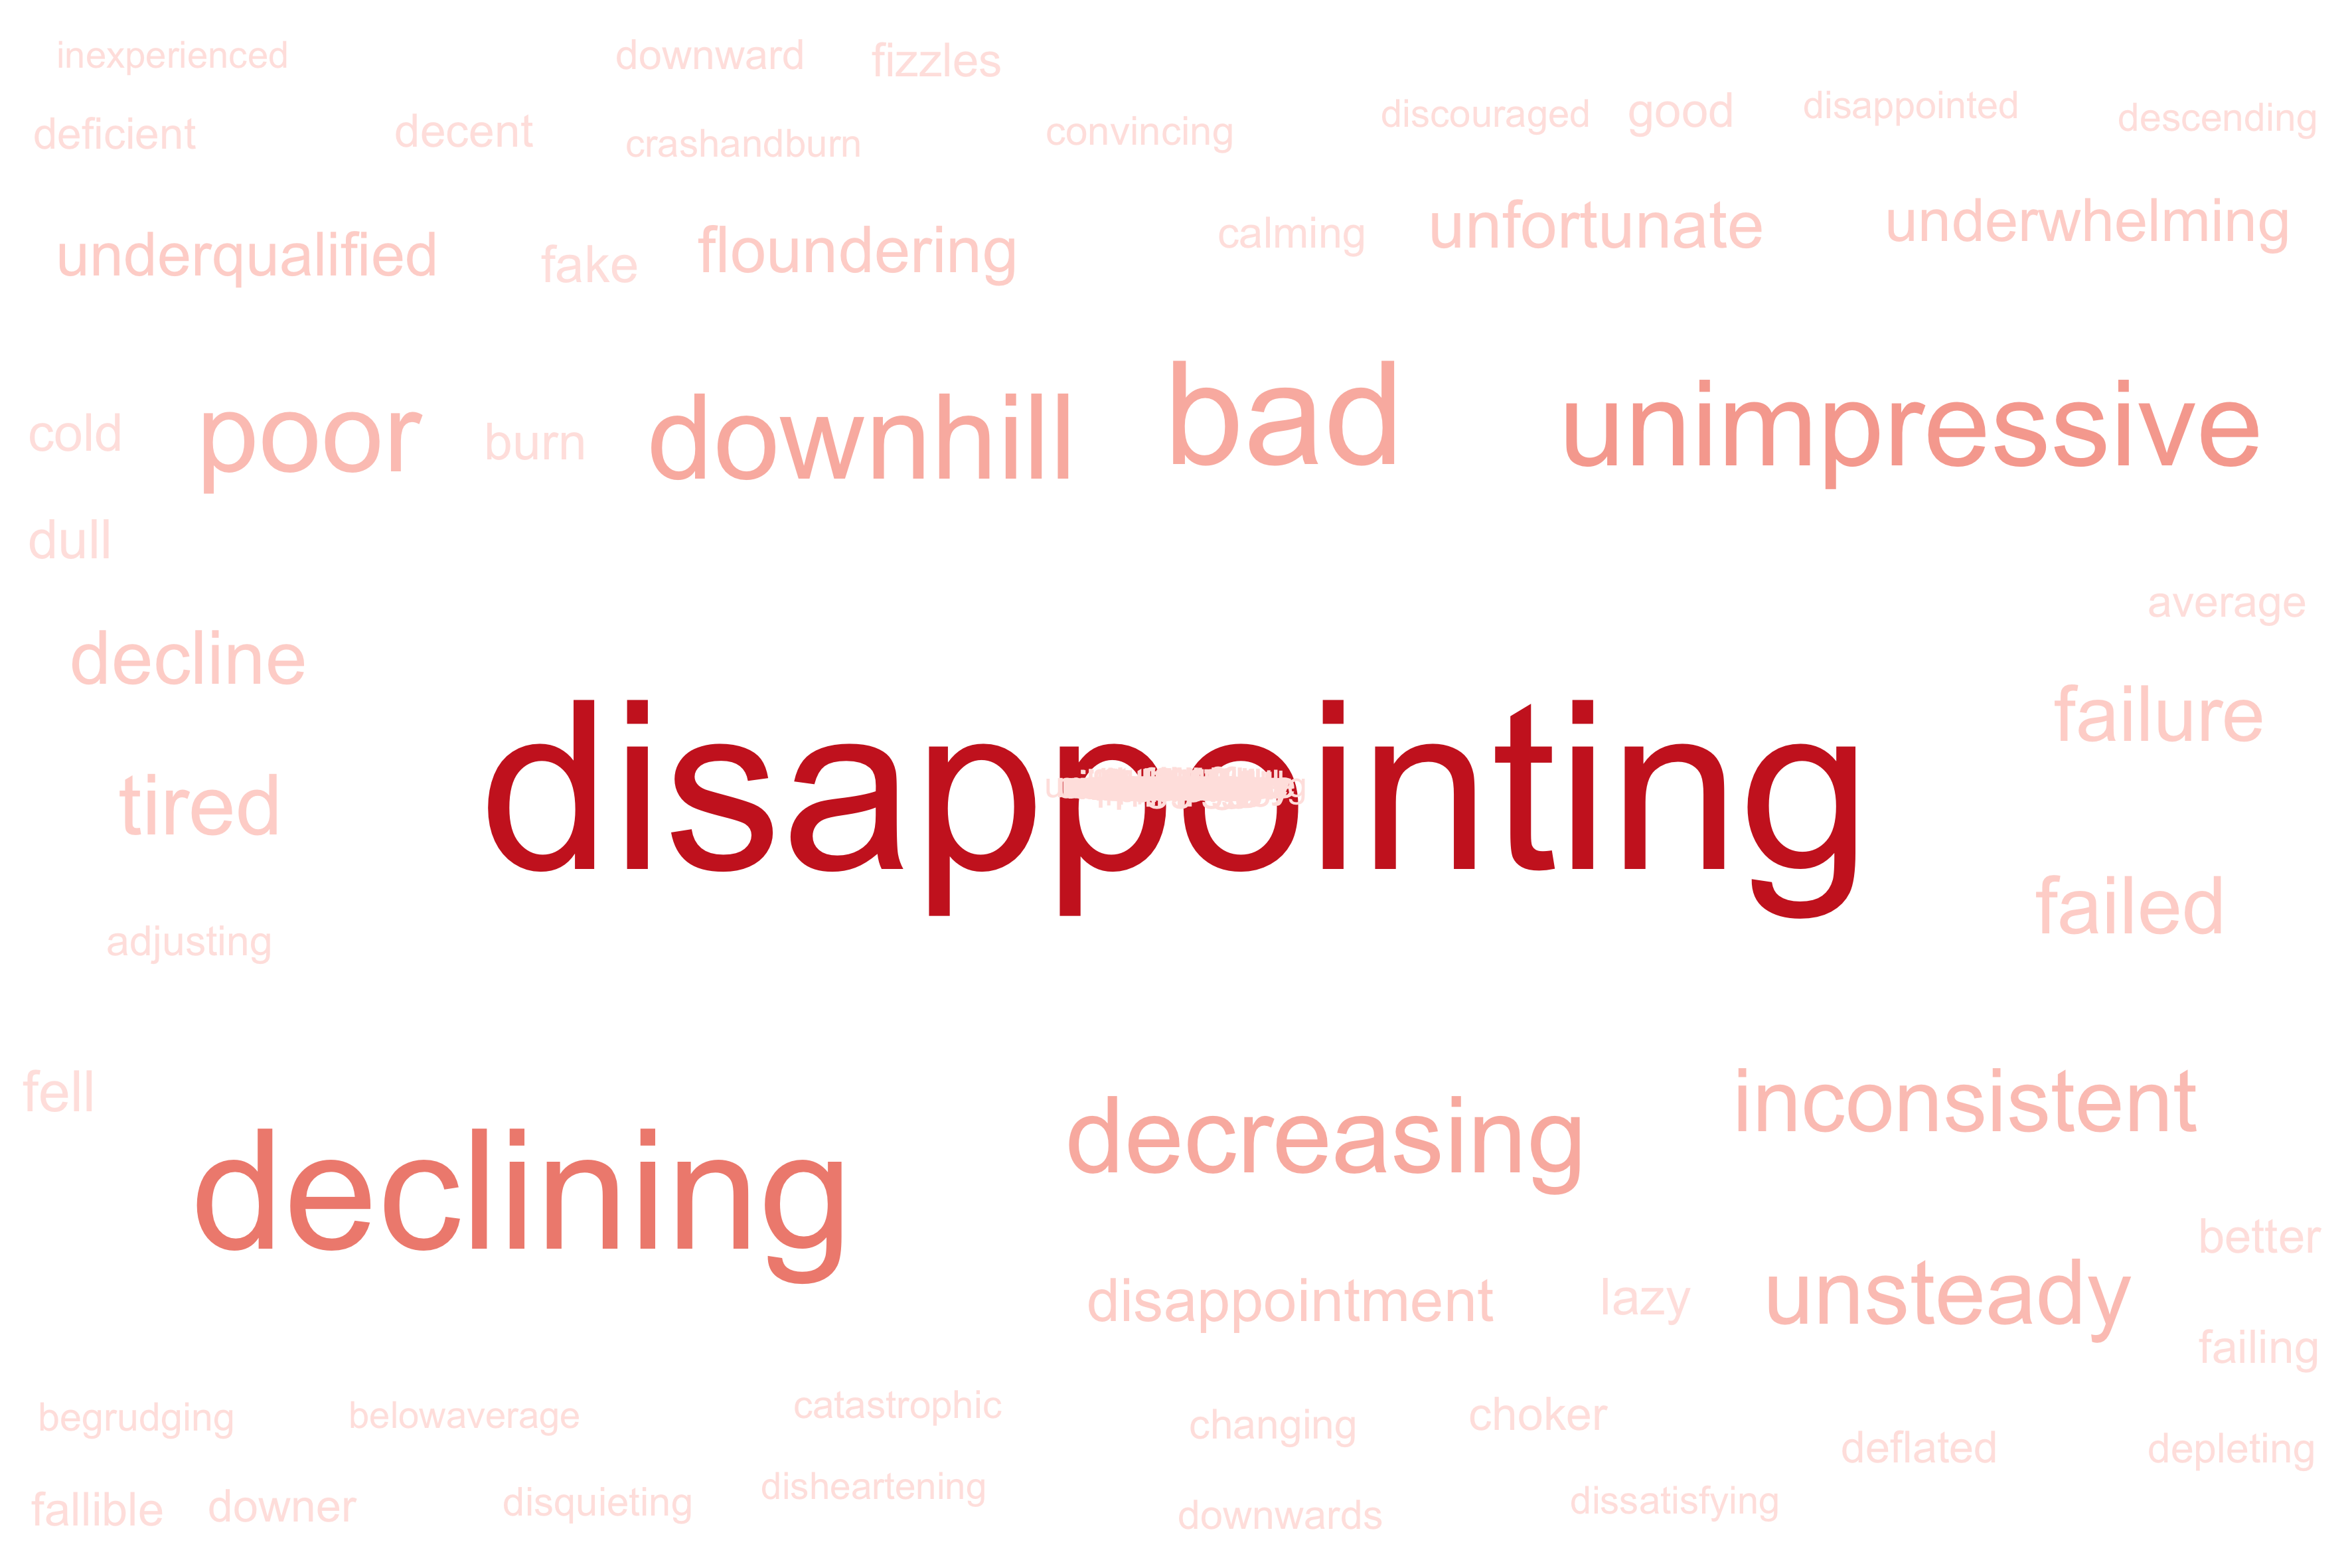 inexperienced downward fizzles
deficient decent crashandburn convincing discouraged good disappointed descending
underqualified fake floundering calming unfortunate underwhelming
cold poor burn downhill bad unimpressive
dull
average
decline failure
tired disappointing
failed
adjusting
fell declining decreasing inconsistent
better
disappointment lazy unsteady
failing
begrudging belowaverage catastrophic changing choker
deflated depleting
fallible downer disquieting disheartening downwards dissatisfying